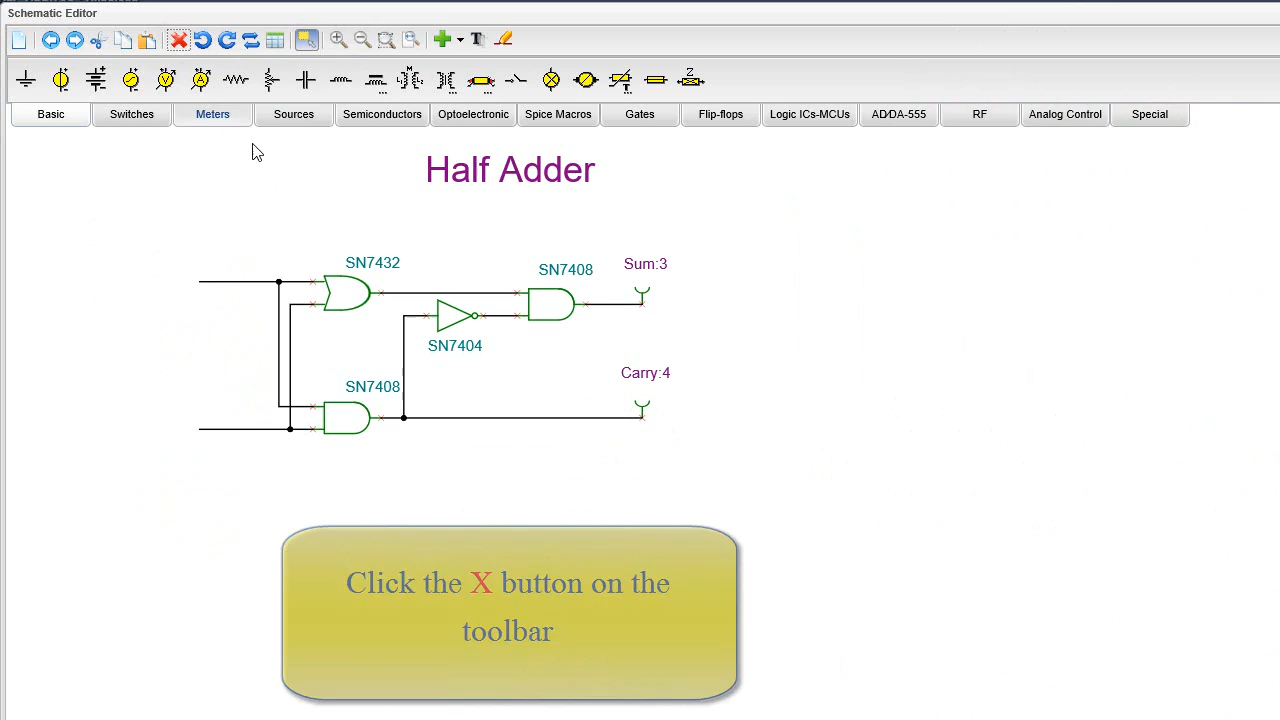 Schematic Editor
T
V A M Z
Basic Switches Meters Sources Semiconductors Optoelectronic Spice Macros Gates Flip-flops Logic ICs-MCUs AD/DA-555 RF Analog Control Special
Half Adder
SN7432
SN7408
Sum:3
SN7404
Carry:4
SN7408
Click the X button on the
toolbar